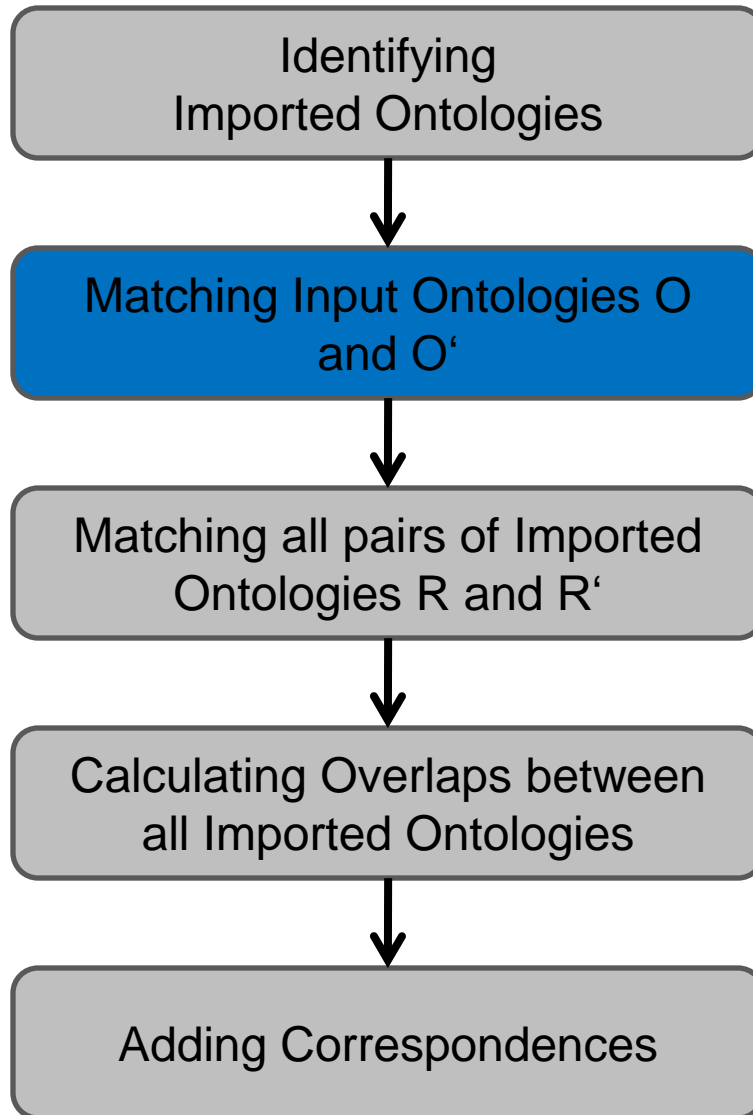 Identifying
Imported Ontologies
Matching Input Ontologies O
and O‘
Matching all pairs of Imported
Ontologies R and R‘
Calculating Overlaps between
all Imported Ontologies
Adding Correspondences